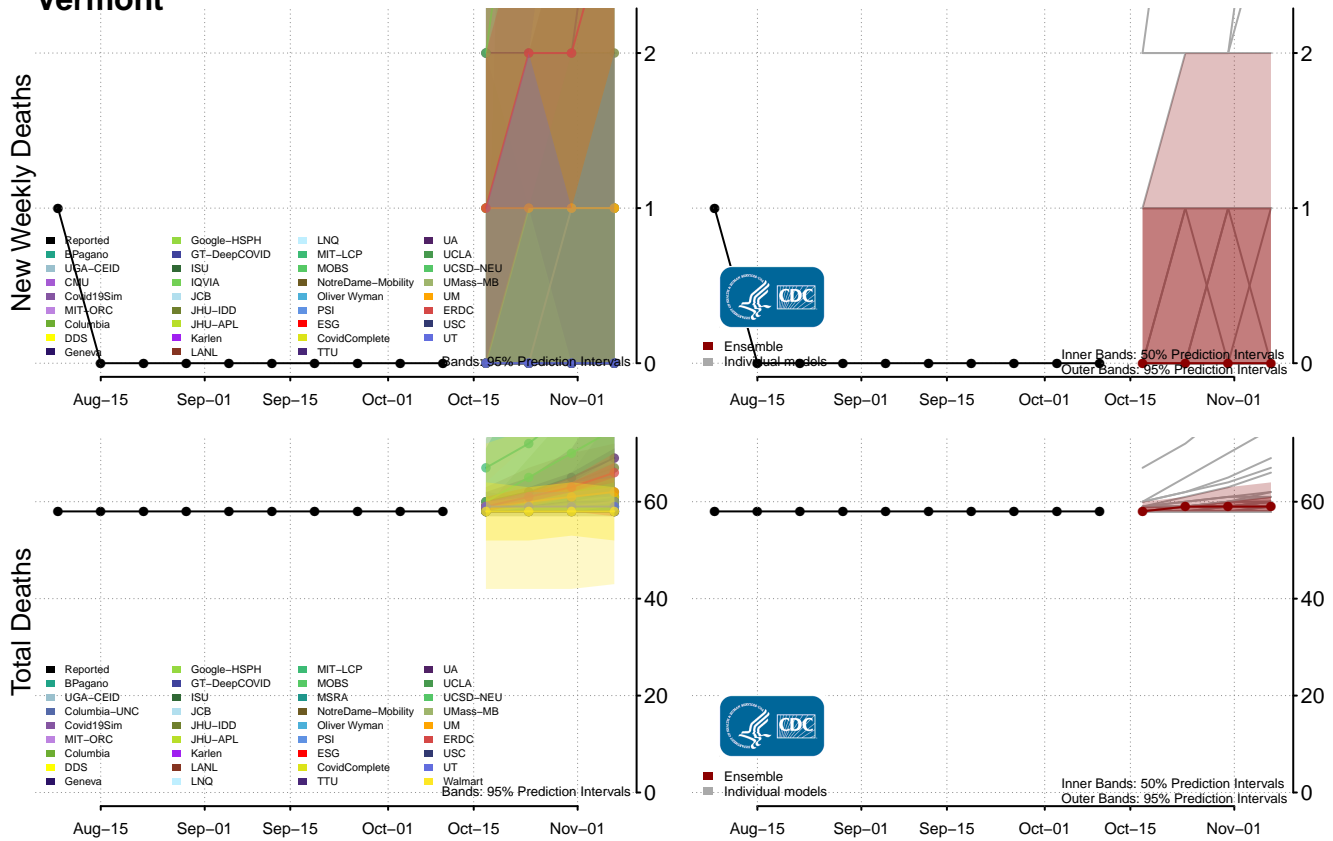 Vermont
New Weekly Deaths
2
1
0
Reported
BPagano
UGA−CEID
CMU
Covid19Sim
MIT−ORC
Columbia
DDS
Geneva
Google−HSPH
GT−DeepCOVID
ISU
IQVIA
JCB
JHU−IDD
JHU−APL
Karlen
LANL
LNQ
MIT−LCP
MOBS
NotreDame−Mobility
Oliver Wyman
PSI
ESG
CovidComplete
TTU
UA
UCLA
UCSD−NEU
UMass−MB
UM
ERDC
USC
UT
Bands: 95% Prediction Intervals
Aug−15 Sep−01 Sep−15 Oct−01 Oct−15 Nov−01
2
1
0
CDC
Ensemble
Individual models
Inner Bands: 50% Prediction Intervals
Outer Bands: 95% Prediction Intervals
Aug−15 Sep−01 Sep−15 Oct−01 Oct−15 Nov−01
Total Deaths
60
40
20
0
Reported
BPagano
UGA−CEID
Columbia−UNC
Covid19Sim
MIT−ORC
Columbia
DDS
Geneva
Google−HSPH
GT−DeepCOVID
ISU
JCB
JHU−IDD
JHU−APL
Karlen
LANL
LNQ
MIT−LCP
MOBS
MSRA
NotreDame−Mobility
Oliver Wyman
PSI
ESG
CovidComplete
TTU
UA
UCLA
UCSD−NEU
UMass−MB
UM
ERDC
USC
UT
Walmart
Bands: 95% Prediction Intervals
Aug−15 Sep−01 Sep−15 Oct−01 Oct−15 Nov−01
60
40
20
0
CDC
Ensemble
Individual models
Inner Bands: 50% Prediction Intervals
Outer Bands: 95% Prediction Intervals
Aug−15 Sep−01 Sep−15 Oct−01 Oct−15 Nov−01